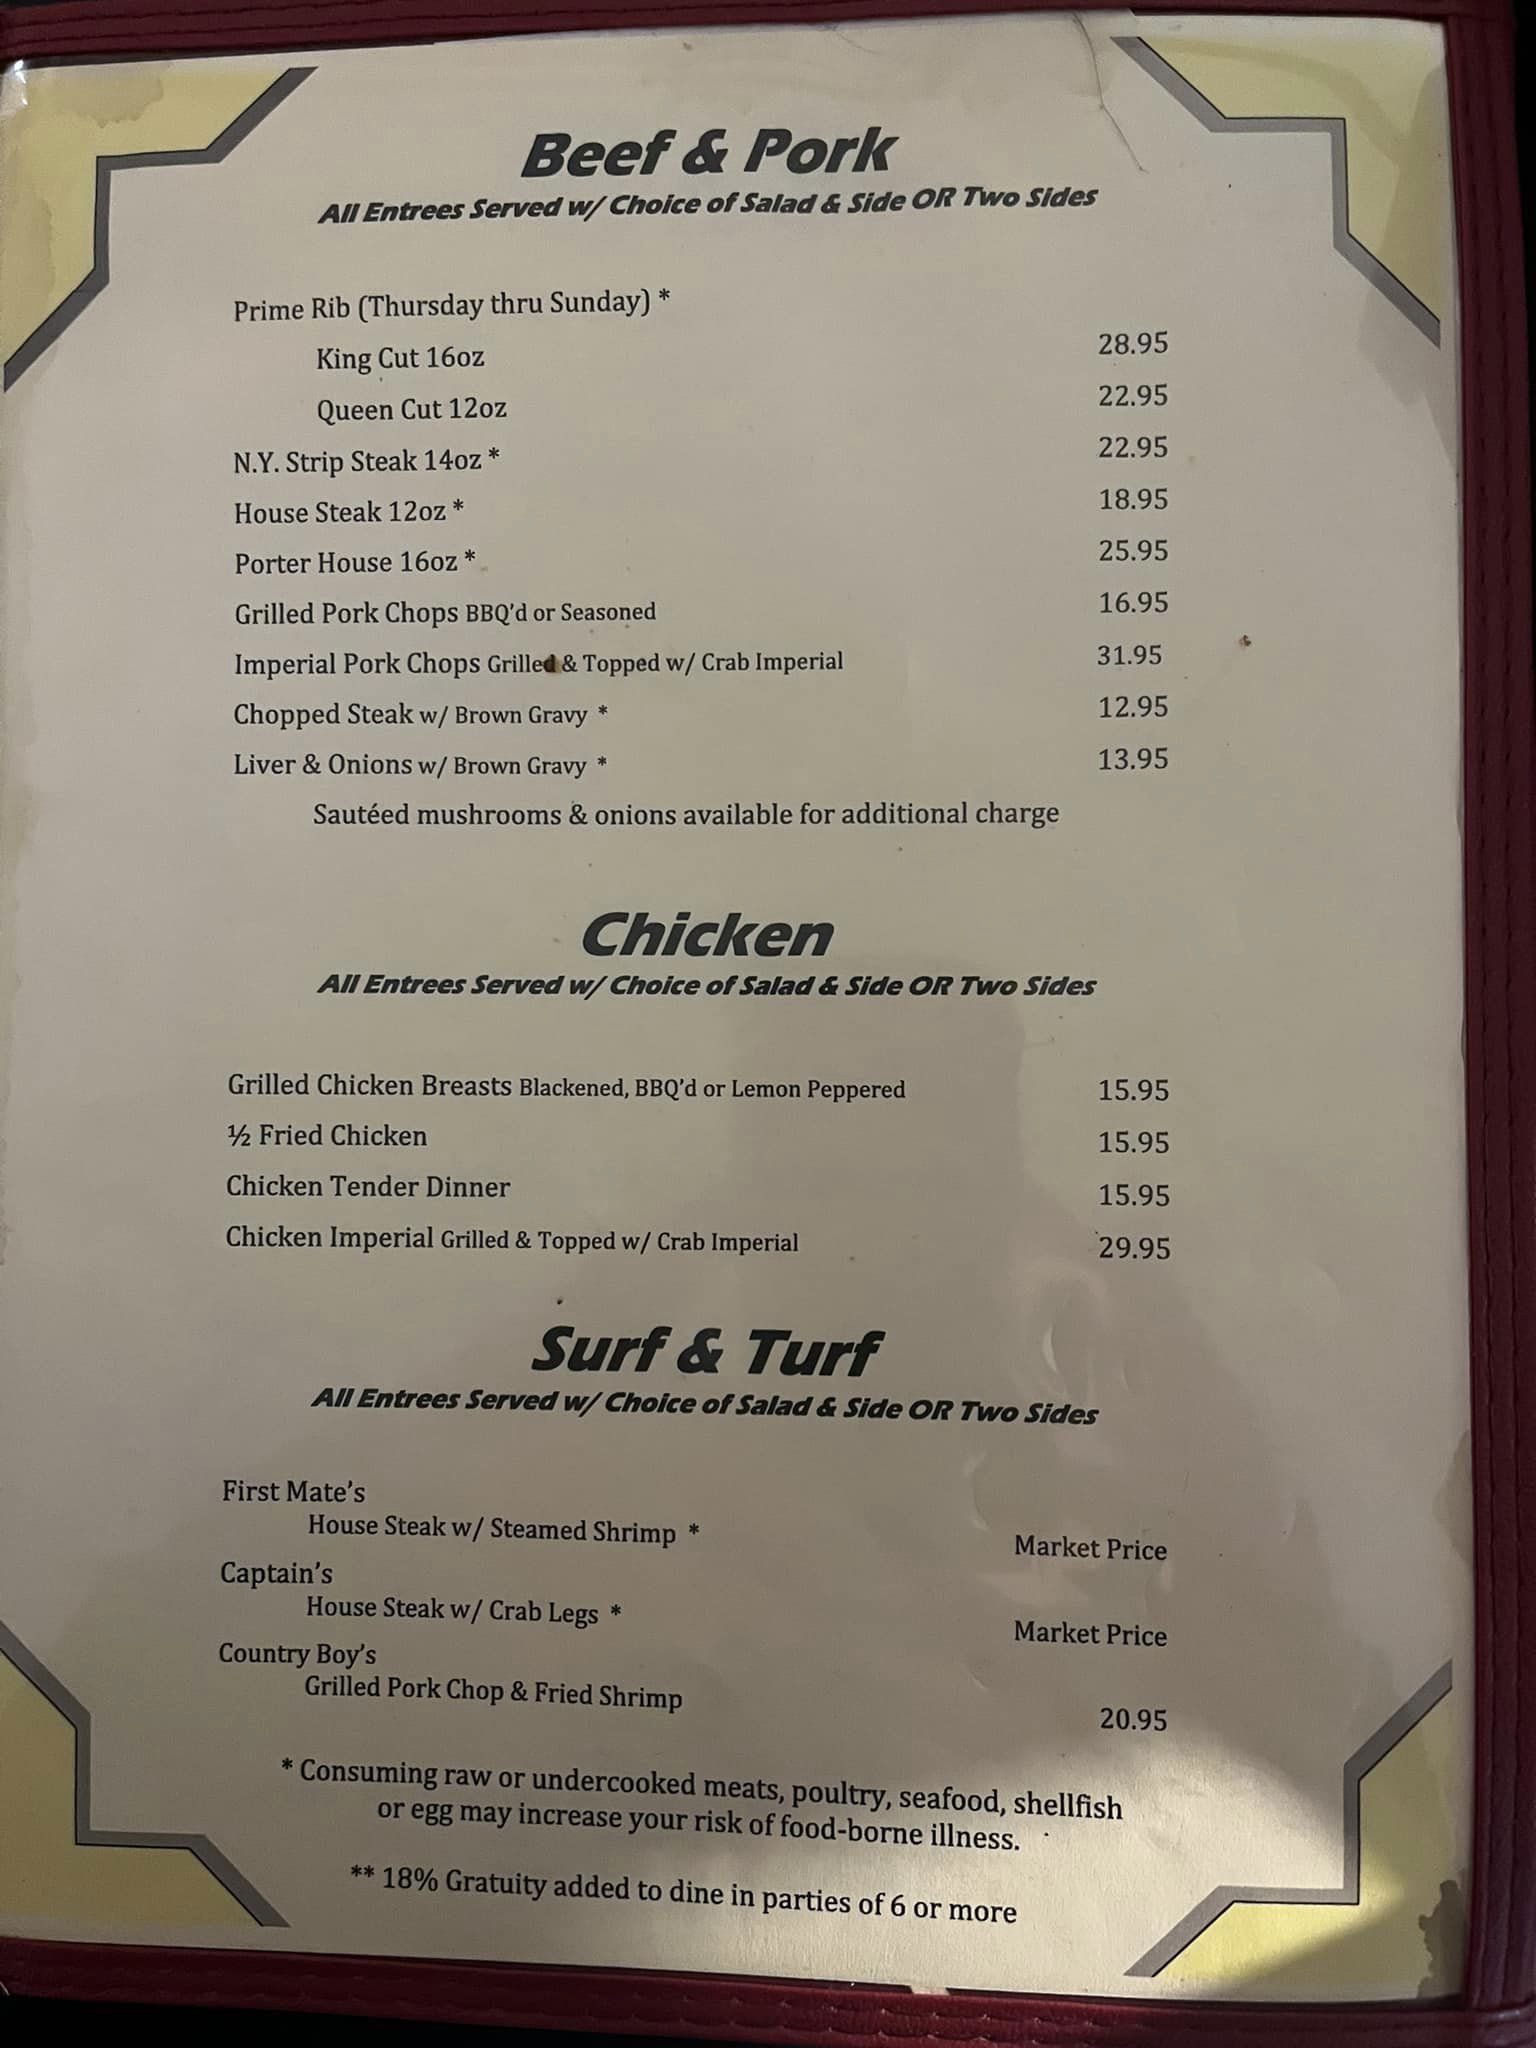 Beef & Pork
All Entrees Served w/ Choice of Salad & Side OR Two Sides
Prime Rib (Thursday thru Sunday) *
King Cut 16oz 28.95
Queen Cut 12oz 22.95
N.Y. Strip Steak 14oz * 22.95
House Steak 12oz * 18.95
Porter House 16oz * 25.95
Grilled Pork Chops BBQ'd or Seasoned 16.95
Imperial Pork Chops Grilled & Topped w/ Crab Imperial 31.95
Chopped Steak w/ Brown Gravy * 12.95
Liver & Onions w/ Brown Gravy * 13.95
Sautéed mushrooms & onions available for additional charge
Chicken
All Entrees Served w/ Choice of Salad & Side OR Two Sides
Grilled Chicken Breasts Blackened, BBQ'd or Lemon Peppered 15.95
½ Fried Chicken 15.95
Chicken Tender Dinner 15.95
Chicken Imperial Grilled & Topped w/ Crab Imperial 29.95
Surf & Turf
All Entrees Served w/ Choice of Salad & Side OR Two Sides
First Mate's
House Steak w/ Steamed Shrimp * Market Price
Captain's
House Steak w/ Crab Legs * Market Price
Country Boy's
Grilled Pork Chop & Fried Shrimp 20.95
* Consuming raw or undercooked meats, poultry, seafood, shellfish
or egg may increase your risk of food-borne illness.
** 18% Gratuity added to dine in parties of 6 or more